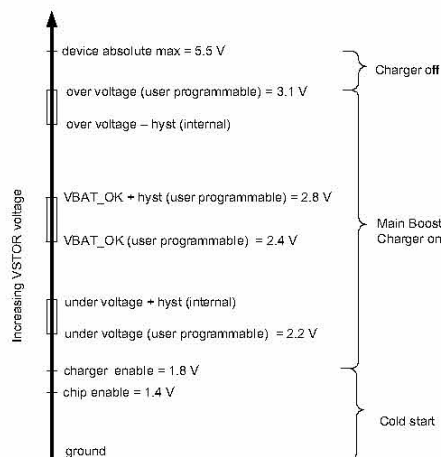 device absolute max = 5.5 V
Charger off
over voltage (user programmable) = 3.1 V
over voltage – hyst (internal)
VBAT_OK + hyst (user programmable) = 2.8 V
Main Boost
Charger on
VBAT_OK (user programmable) = 2.4 V
Increasing VSTOR voltage
under voltage + hyst (internal)
under voltage (user programmable) = 2.2 V
charger enable = 1.8 V
chip enable = 1.4 V
Cold start
ground